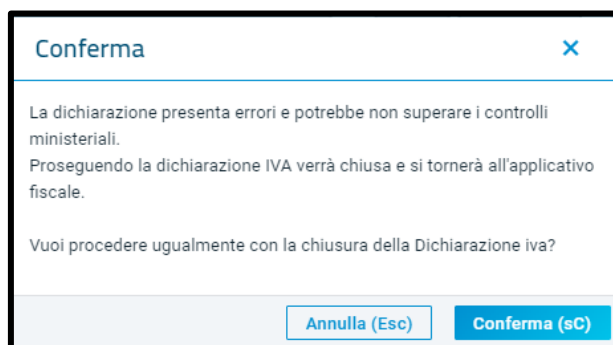 Conferma
La dichiarazione presenta errori e potrebbe non superare i controlli
ministeriali.
Proseguendo la dichiarazione IVA verrà chiusa e si tornerà all'applicativo
fiscale.
Vuoi procedere ugualmente con la chiusura della Dichiarazione iva?
Annulla (Esc) Conferma (sC)